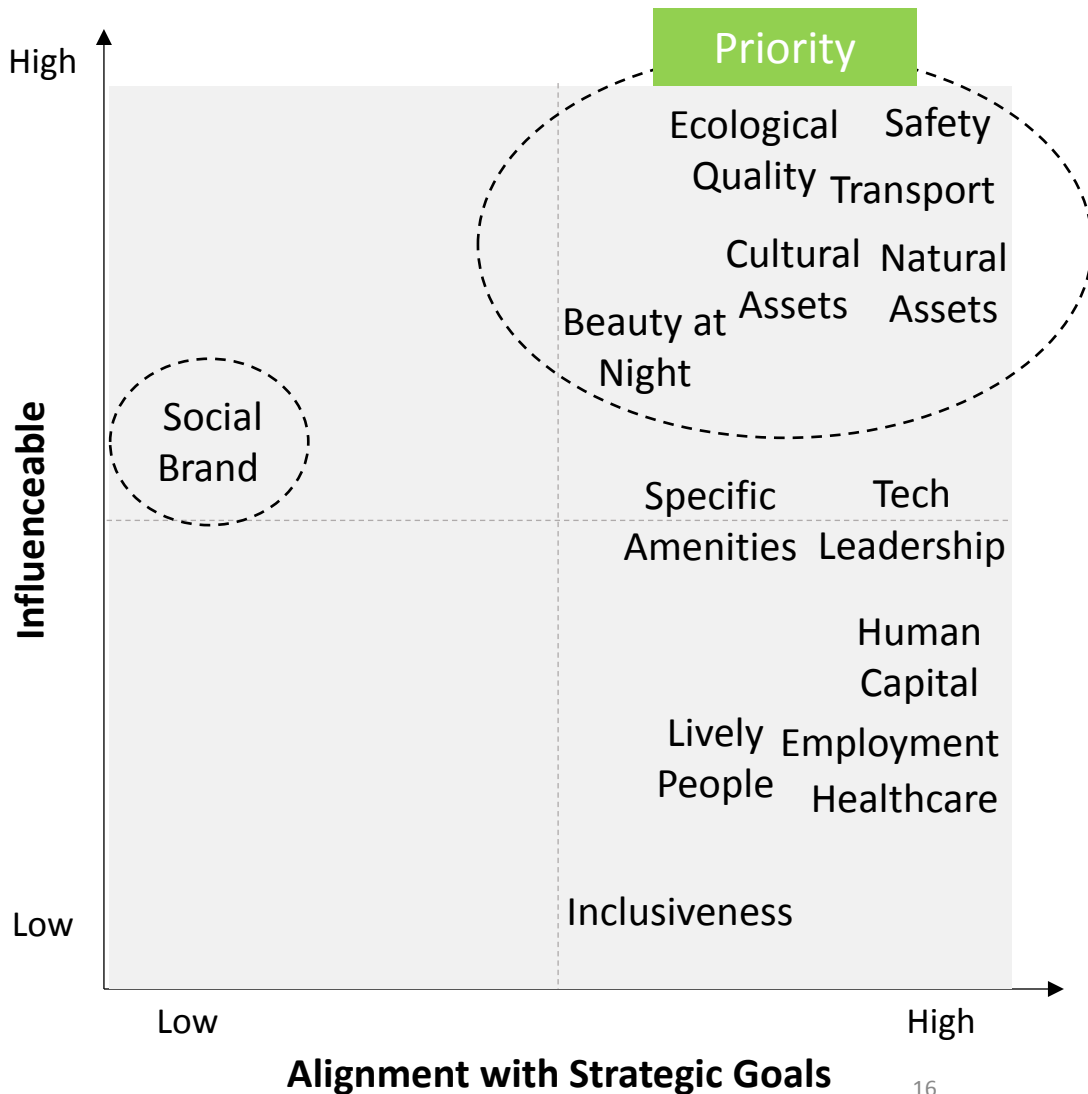 Priority
High
Ecological
Quality
Safety
Transport
Cultural
Assets
Natural
Assets
Beauty at
Night
Social
Brand
Influenceable
Specific
Amenities
Tech
Leadership
Human
Capital
Lively
People
Employment
Healthcare
Inclusiveness
Low
Low
High
Alignment with Strategic Goals
16